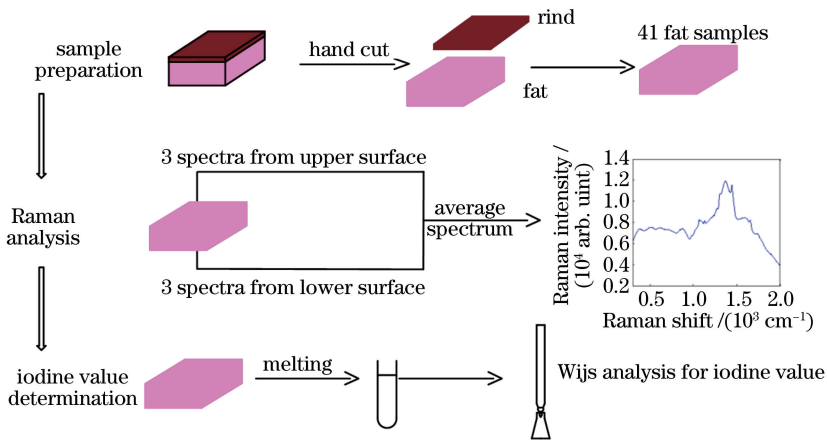 sample
preparation
hand cut
rind
fat
41 fat samples
Raman
analysis
3 spectra from upper surface
3 spectra from lower surface
average
spectrum
Raman intensity /
(10⁴ arb. uint)
1.4
1.2
1.0
0.8
0.6
0.4
0.2
0.5
1.0
1.5
2.0
Raman shift /(10³ cm⁻¹)
iodine value
determination
melting
Wijs analysis for iodine value